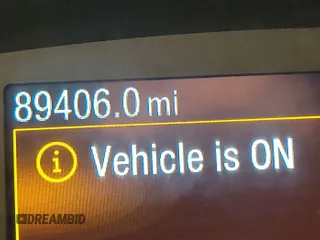 89406.0 mi
Vehicle is ON
DREAMBID